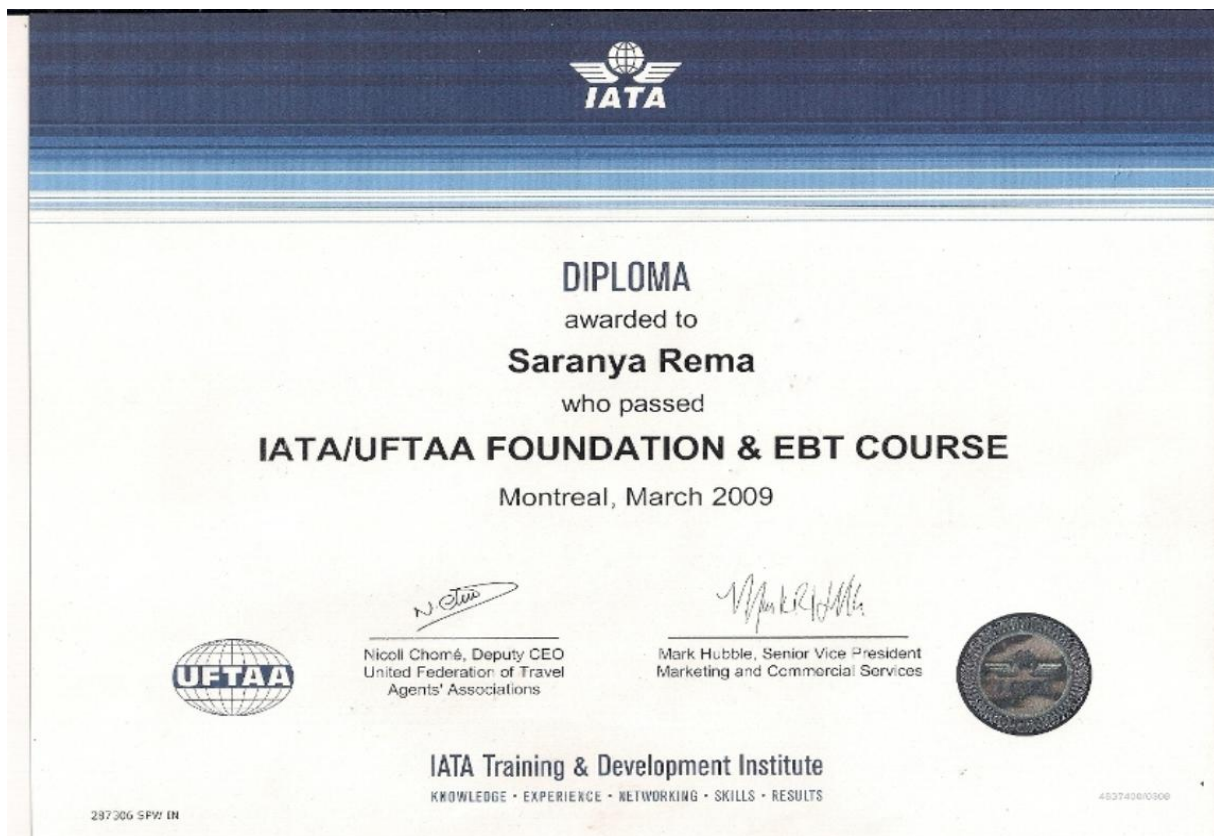 IATA
DIPLOMA
awarded to
Saranya Rema
who passed
IATA/UFTAA FOUNDATION & EBT COURSE
Montreal, March 2009
Nicoli Chomé, Deputy CEO
United Federation of Travel
Agents' Associations
Mark Hubble, Senior Vice President
Marketing and Commercial Services
UFTAA
IATA Training & Development Institute
KNOWLEDGE · EXPERIENCE · NETWORKING · SKILLS · RESULTS
287306 SPW IN